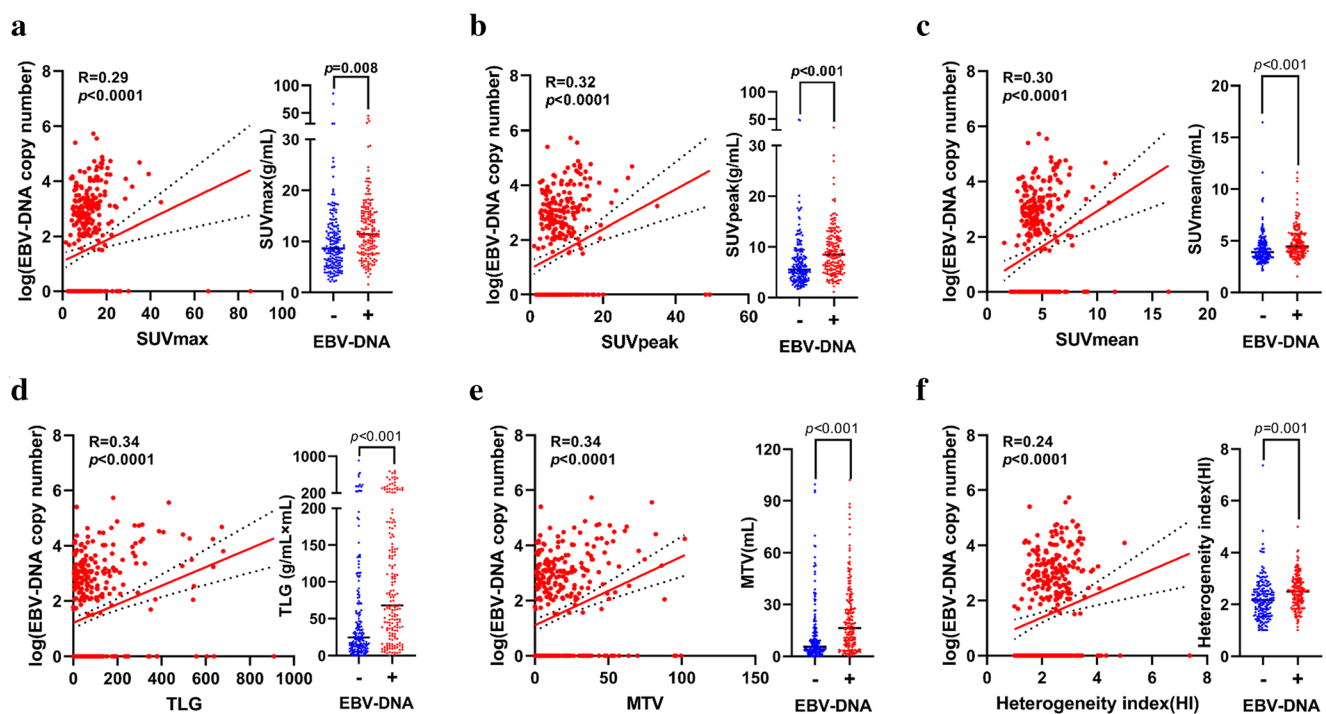 a
R=0.29
p<0.0001
log(EBV-DNA copy number)
8
6
4
2
0
0 20 40 60 80 100
SUVmax
p=0.008
SUVmax(g/mL)
100
50
30
20
10
0
- +
EBV-DNA
b
R=0.32
p<0.0001
log(EBV-DNA copy number)
8
6
4
2
0
0 20 40 60
SUVpeak
p<0.001
SUVpeak(g/mL)
100
50
30
20
10
0
- +
EBV-DNA
c
R=0.30
p<0.0001
log(EBV-DNA copy number)
8
6
4
2
0
0 5 10 15 20
SUVmean
p<0.001
SUVmean(g/mL)
20
15
10
5
0
- +
EBV-DNA
d
R=0.34
p<0.0001
log(EBV-DNA copy number)
8
6
4
2
0
0 200 400 600 800 1000
TLG
p<0.001
TLG (g/mL×mL)
1000
200
200
150
100
50
0
- +
EBV-DNA
e
R=0.34
p<0.0001
log(EBV-DNA copy number)
8
6
4
2
0
0 50 100 150
MTV
p<0.001
MTV(mL)
120
90
60
30
0
- +
EBV-DNA
f
R=0.24
p<0.0001
log(EBV-DNA copy number)
8
6
4
2
0
0 2 4 6 8
Heterogeneity index(HI)
p=0.001
Heterogeneity index(HI)
8
6
4
2
0
- +
EBV-DNA